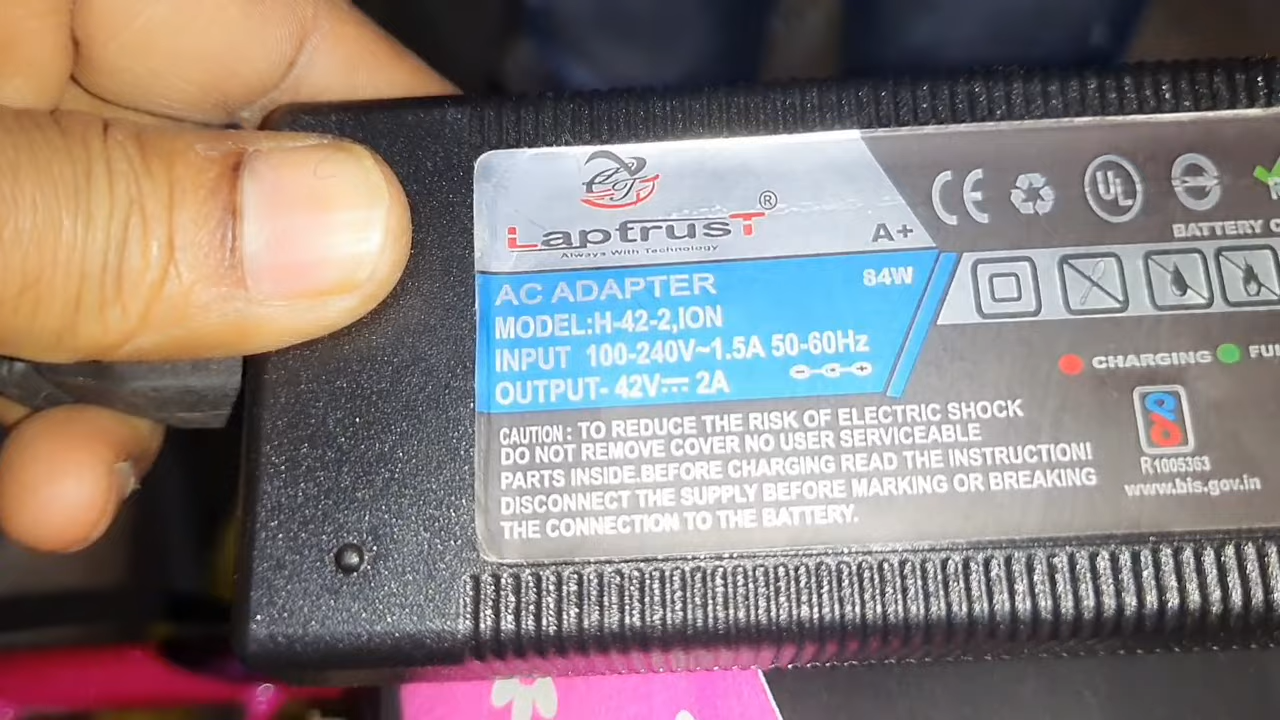 LapTrusT®
Always With Technology
A+
AC ADAPTER 84W
MODEL:H-42-2,ION
INPUT 100-240V~1.5A 50-60Hz
OUTPUT- 42V⎓ 2A
CAUTION : TO REDUCE THE RISK OF ELECTRIC SHOCK
DO NOT REMOVE COVER NO USER SERVICEABLE
PARTS INSIDE.BEFORE CHARGING READ THE INSTRUCTION!
DISCONNECT THE SUPPLY BEFORE MARKING OR BREAKING
THE CONNECTION TO THE BATTERY.
CE UL
BATTERY
CHARGING
R1005363
www.bis.gov.in